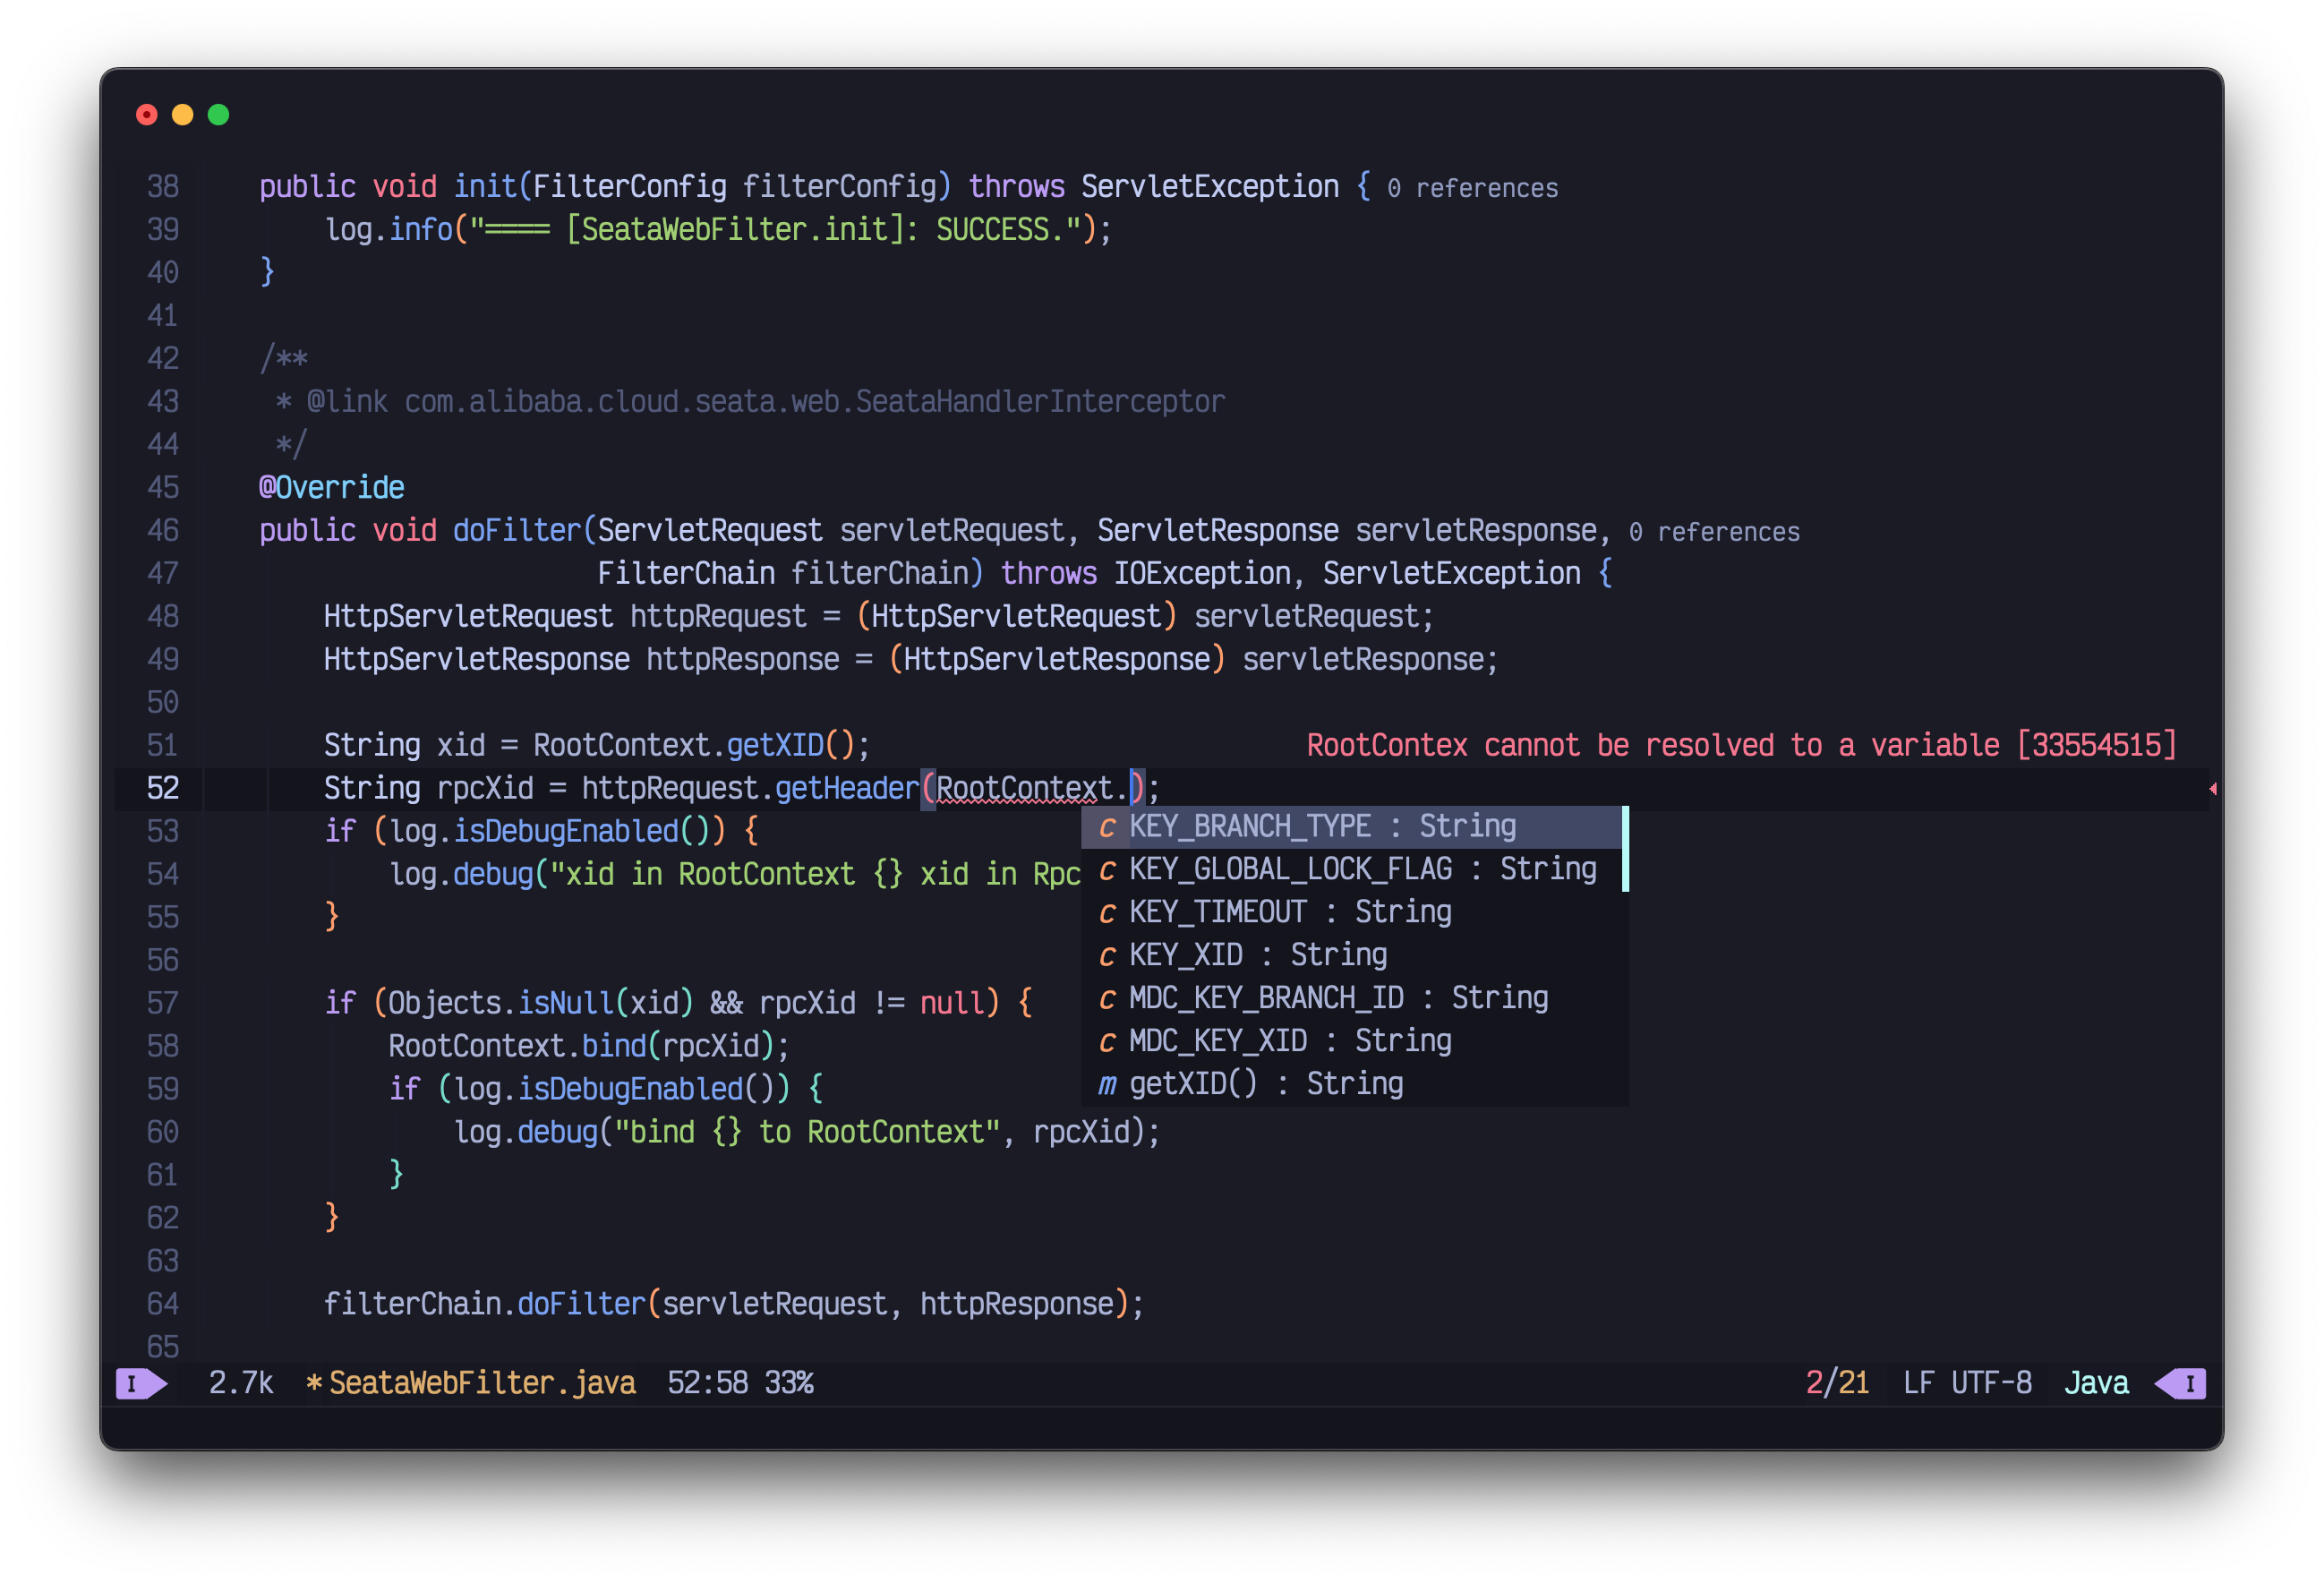 38 public void init(FilterConfig filterConfig) throws ServletException { 0 references
39 log.info("==== [SeataWebFilter.init]: SUCCESS.");
40 }
41
42 /**
43 * @link com.alibaba.cloud.seata.web.SeataHandlerInterceptor
44 */
45 @Override
46 public void doFilter(ServletRequest servletRequest, ServletResponse servletResponse, 0 references
47 FilterChain filterChain) throws IOException, ServletException {
48 HttpServletRequest httpRequest = (HttpServletRequest) servletRequest;
49 HttpServletResponse httpResponse = (HttpServletResponse) servletResponse;
50
51 String xid = RootContext.getXID(); RootContex cannot be resolved to a variable [33554515]
52 String rpcXid = httpRequest.getHeader(RootContext.);
53 if (log.isDebugEnabled()) {
c KEY_BRANCH_TYPE : String
54 log.debug("xid in RootContext {} xid in Rpc
c KEY_GLOBAL_LOCK_FLAG : String
55 }
c KEY_TIMEOUT : String
56
c KEY_XID : String
57 if (Objects.isNull(xid) && rpcXid != null) {
c MDC_KEY_BRANCH_ID : String
58 RootContext.bind(rpcXid);
c MDC_KEY_XID : String
59 if (log.isDebugEnabled()) {
m getXID() : String
60 log.debug("bind {} to RootContext", rpcXid);
61 }
62 }
63
64 filterChain.doFilter(servletRequest, httpResponse);
65
I 2.7k *SeataWebFilter.java 52:58 33% 2/21 LF UTF-8 Java I